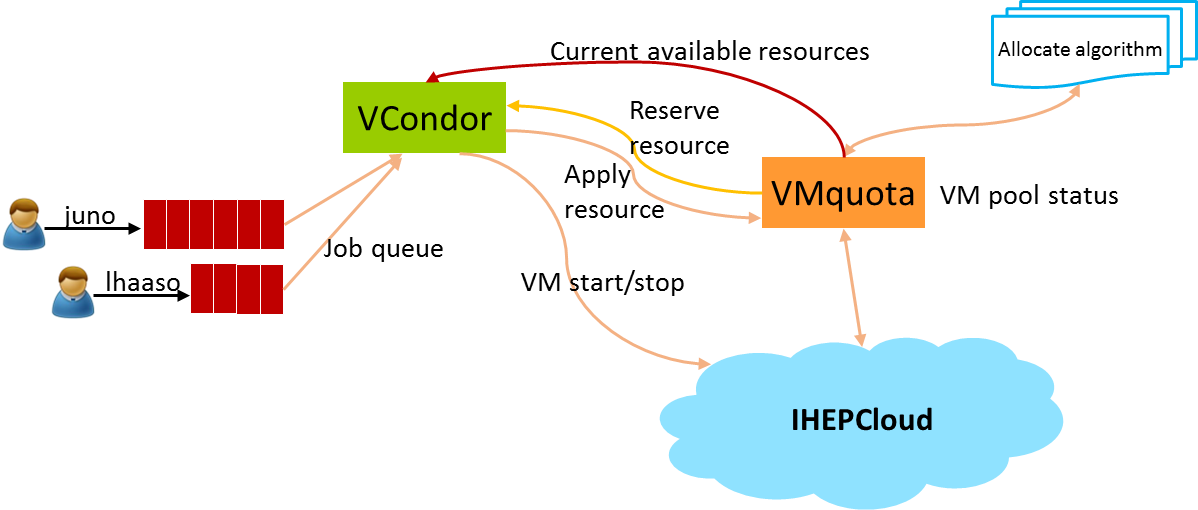 Current available resources
Allocate algorithm
VCondor
Reserve
resource
Apply
resource
VMquota
VM pool status
juno
Job queue
lhaaso
VM start/stop
IHEPCloud